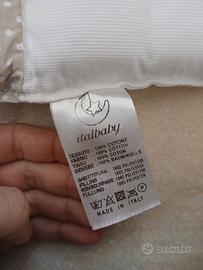 italbaby
TESSUTO : 100% COTONE
FABRIC : 100% COTTON
TISSU : 100% COTON
GEWEBE : 100% BAUMWOLLE
IMBOTTITURA : 100% POLIESTERE
FILLING : 100% POLYESTER
REMBOURRAGE : 100% POLYESTER
FULLUNG : 100% POLYESTER
MADE IN ITALY
subito